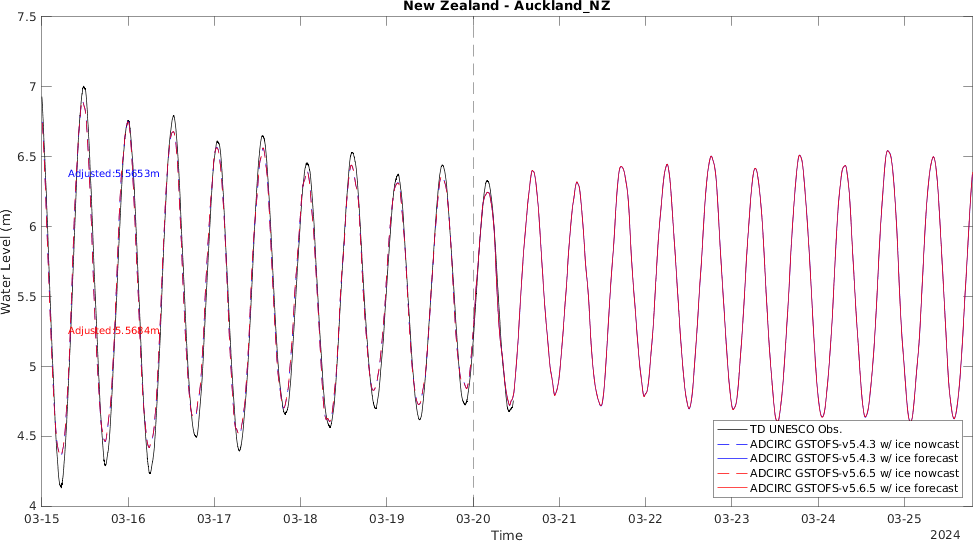 New Zealand - Auckland_NZ
7.5
7
6.5
6
5.5
5
4.5
4
Water Level (m)
Adjusted:5.5653m
Adjusted:5.5684m
TD UNESCO Obs.
ADCIRC GSTOFS-v5.4.3 w/ ice nowcast
ADCIRC GSTOFS-v5.4.3 w/ ice forecast
ADCIRC GSTOFS-v5.6.5 w/ ice nowcast
ADCIRC GSTOFS-v5.6.5 w/ ice forecast
03-15 03-16 03-17 03-18 03-19 03-20 03-21 03-22 03-23 03-24 03-25
Time
2024